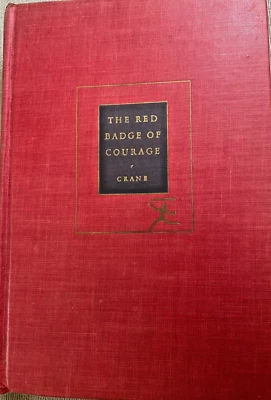 THE RED
BADGE OF
COURAGE
CRANE